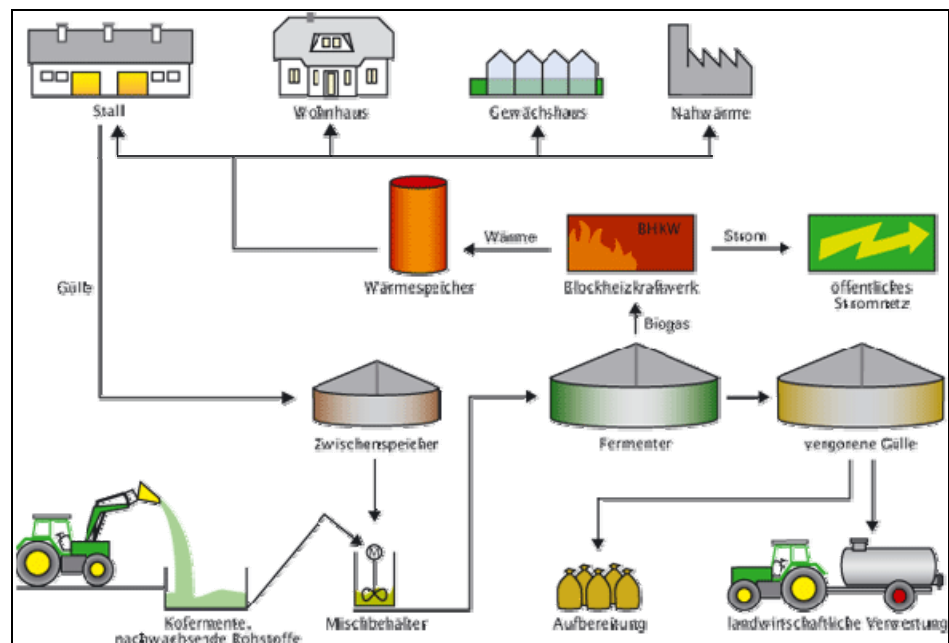 Stall
Wohnhaus
Gewächshaus
Nahwärme
Wärme
BHKW
Strom
Gülle
Wärmespeicher
Blockheizkraftwerk
öffentliches
Stromnetz
Biogas
Zwischenspeicher
Fermenter
vergorene Gülle
M
Kofermente,
nachwachsende Rohstoffe
Mischbehälter
Aufbereitung
landwirtschaftliche Verwertung